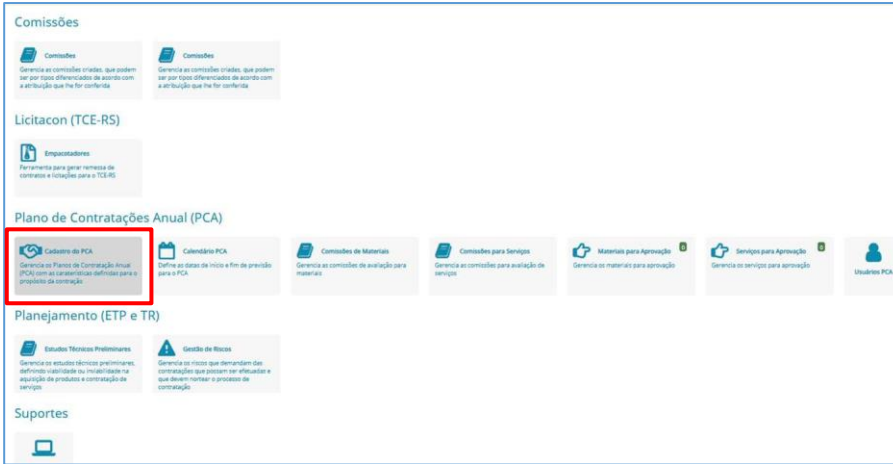 Comissões
Comissões
Gerencia as comissões criadas, que podem
ser por tipos diferenciados de acordo com
a atribuição que lhe for conferida
Comissões
Gerencia as comissões criadas, que podem
ser por tipos diferenciados de acordo com
a atribuição que lhe for conferida
Licitacon (TCE-RS)
Empacotadores
Ferramenta para gerar remessa de
contratos e licitações para o TCE-RS
Plano de Contratações Anual (PCA)
Cadastro do PCA
Gerencia os Planos de Contratação Anual
(PCA) com as características definidas para o
propósito da contração
Calendário PCA
Define as datas de início e fim de previsão
para o PCA
Comissões de Materiais
Gerencia as comissões de avaliação para
materiais
Comissões para Serviços
Gerencia as comissões para avaliação de
serviços
Materiais para Aprovação
Gerencia os materiais para aprovação
Serviços para Aprovação
Gerencia os serviços para aprovação
Usuários PCA
Planejamento (ETP e TR)
Estudos Técnicos Preliminares
Gerencia os estudos técnicos preliminares,
definindo viabilidade ou inviabilidade na
aquisição de produtos e contratação de
serviços
Gestão de Riscos
Gerencia os riscos que demandam das
contratações que possam ser efetuadas e
que devem nortear o processo de
contratação
Suportes